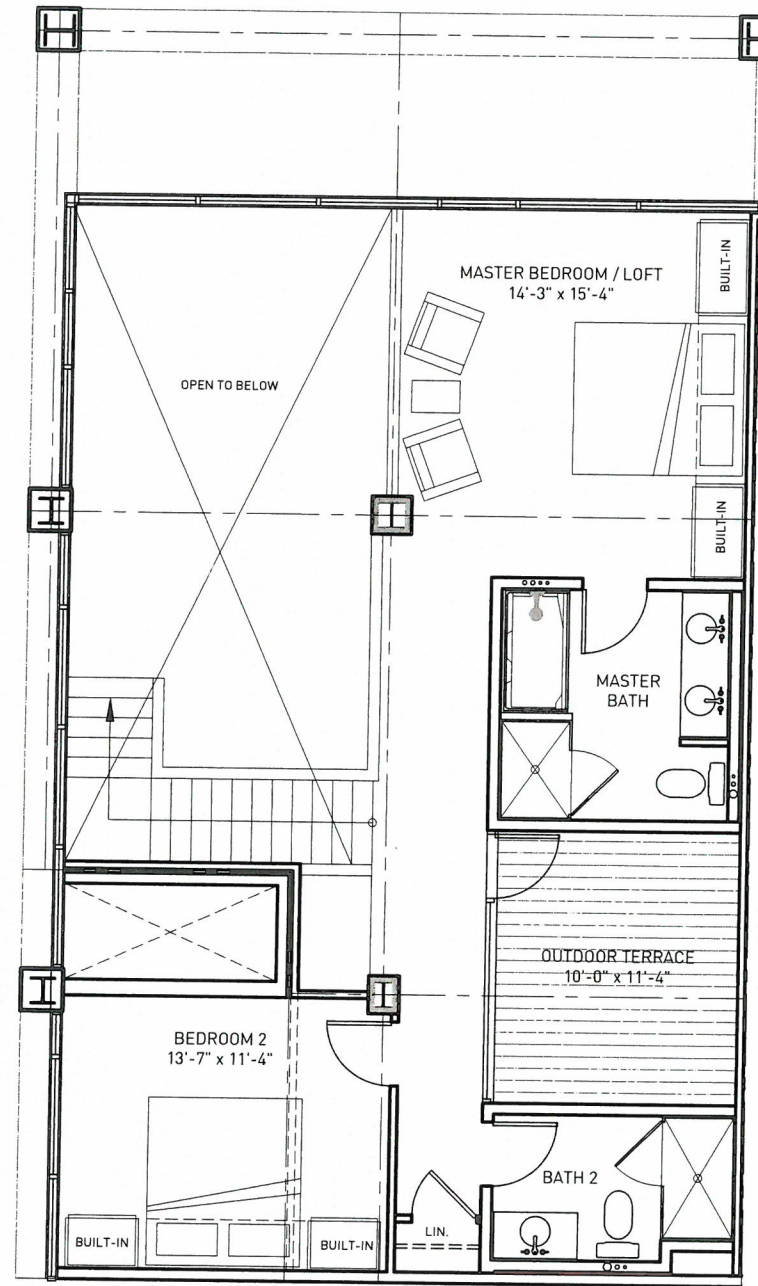 BUILT-IN
MASTER BEDROOM / LOFT
14'-3" x 15'-4"
OPEN TO BELOW
BUILT-IN
MASTER
BATH
OUTDOOR TERRACE
10'-0" x 11'-4"
BEDROOM 2
13'-7" x 11'-4"
BATH 2
LIN.
BUILT-IN
BUILT-IN